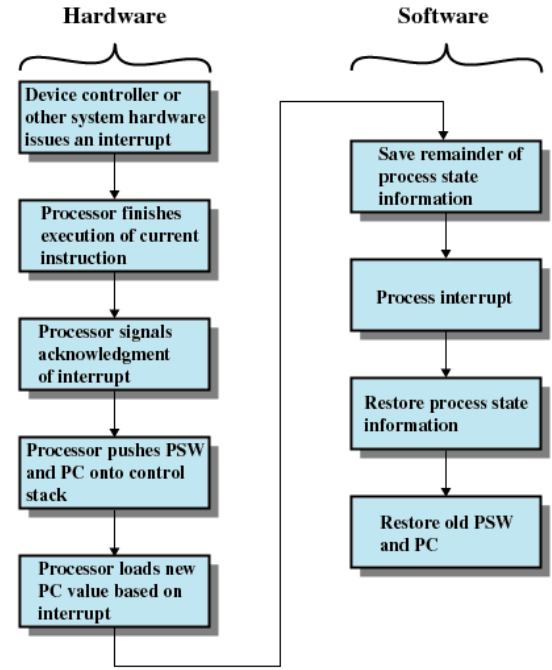 Hardware
Device controller or
other system hardware
issues an interrupt
Processor finishes
execution of current
instruction
Processor signals
acknowledgment
of interrupt
Processor pushes PSW
and PC onto control
stack
Processor loads new
PC value based on
interrupt
Software
Save remainder of
process state
information
Process interrupt
Restore process state
information
Restore old PSW
and PC